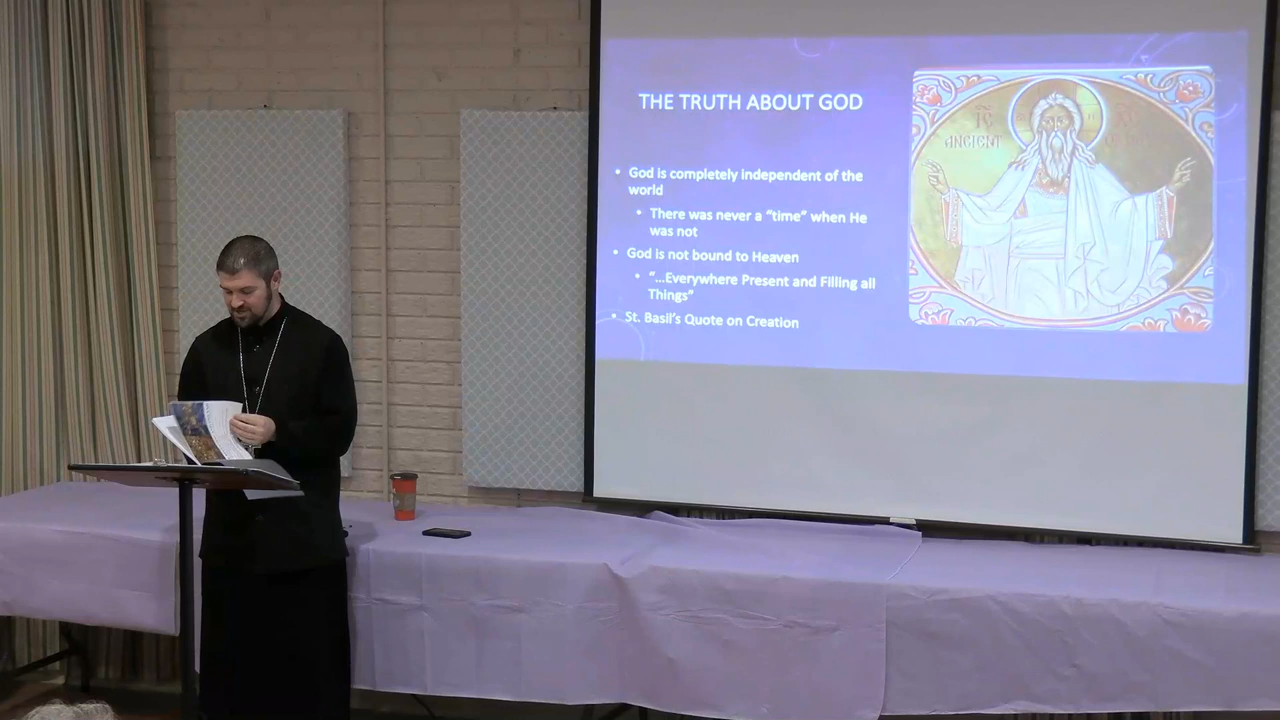 THE TRUTH ABOUT GOD
• God is completely independent of the
world
• There was never a “time” when He
was not
• God is not bound to Heaven
• “...Everywhere Present and Filling all
Things”
• St. Basil’s Quote on Creation
IC
ANCIENT